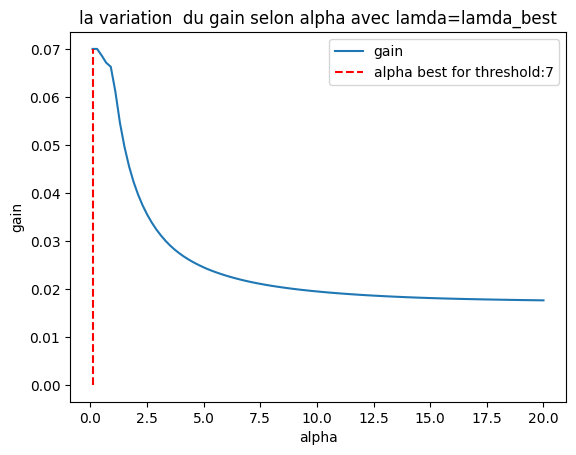 la variation  du gain selon alpha avec lamda=lamda_best
gain
alpha best for threshold:7
0.07
0.06
0.05
0.04
0.03
0.02
0.01
0.00
gain
0.0 2.5 5.0 7.5 10.0 12.5 15.0 17.5 20.0
alpha